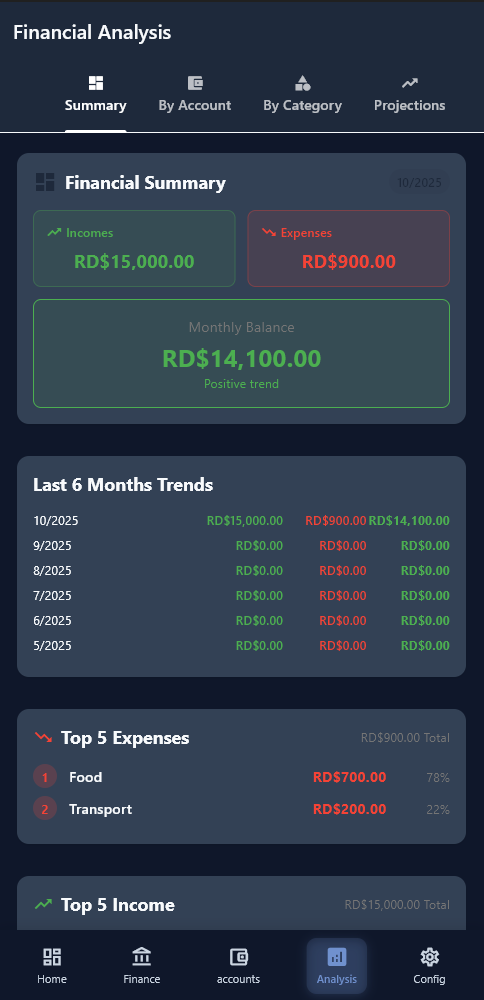 Financial Analysis
Summary By Account By Category Projections
Financial Summary 10/2025
Incomes Expenses
RD$15,000.00 RD$900.00
Monthly Balance
RD$14,100.00
Positive trend
Last 6 Months Trends
10/2025 RD$15,000.00 RD$900.00 RD$14,100.00
9/2025 RD$0.00 RD$0.00 RD$0.00
8/2025 RD$0.00 RD$0.00 RD$0.00
7/2025 RD$0.00 RD$0.00 RD$0.00
6/2025 RD$0.00 RD$0.00 RD$0.00
5/2025 RD$0.00 RD$0.00 RD$0.00
Top 5 Expenses RD$900.00 Total
1 Food RD$700.00 78%
2 Transport RD$200.00 22%
Top 5 Income RD$15,000.00 Total
Home Finance accounts Analysis Config